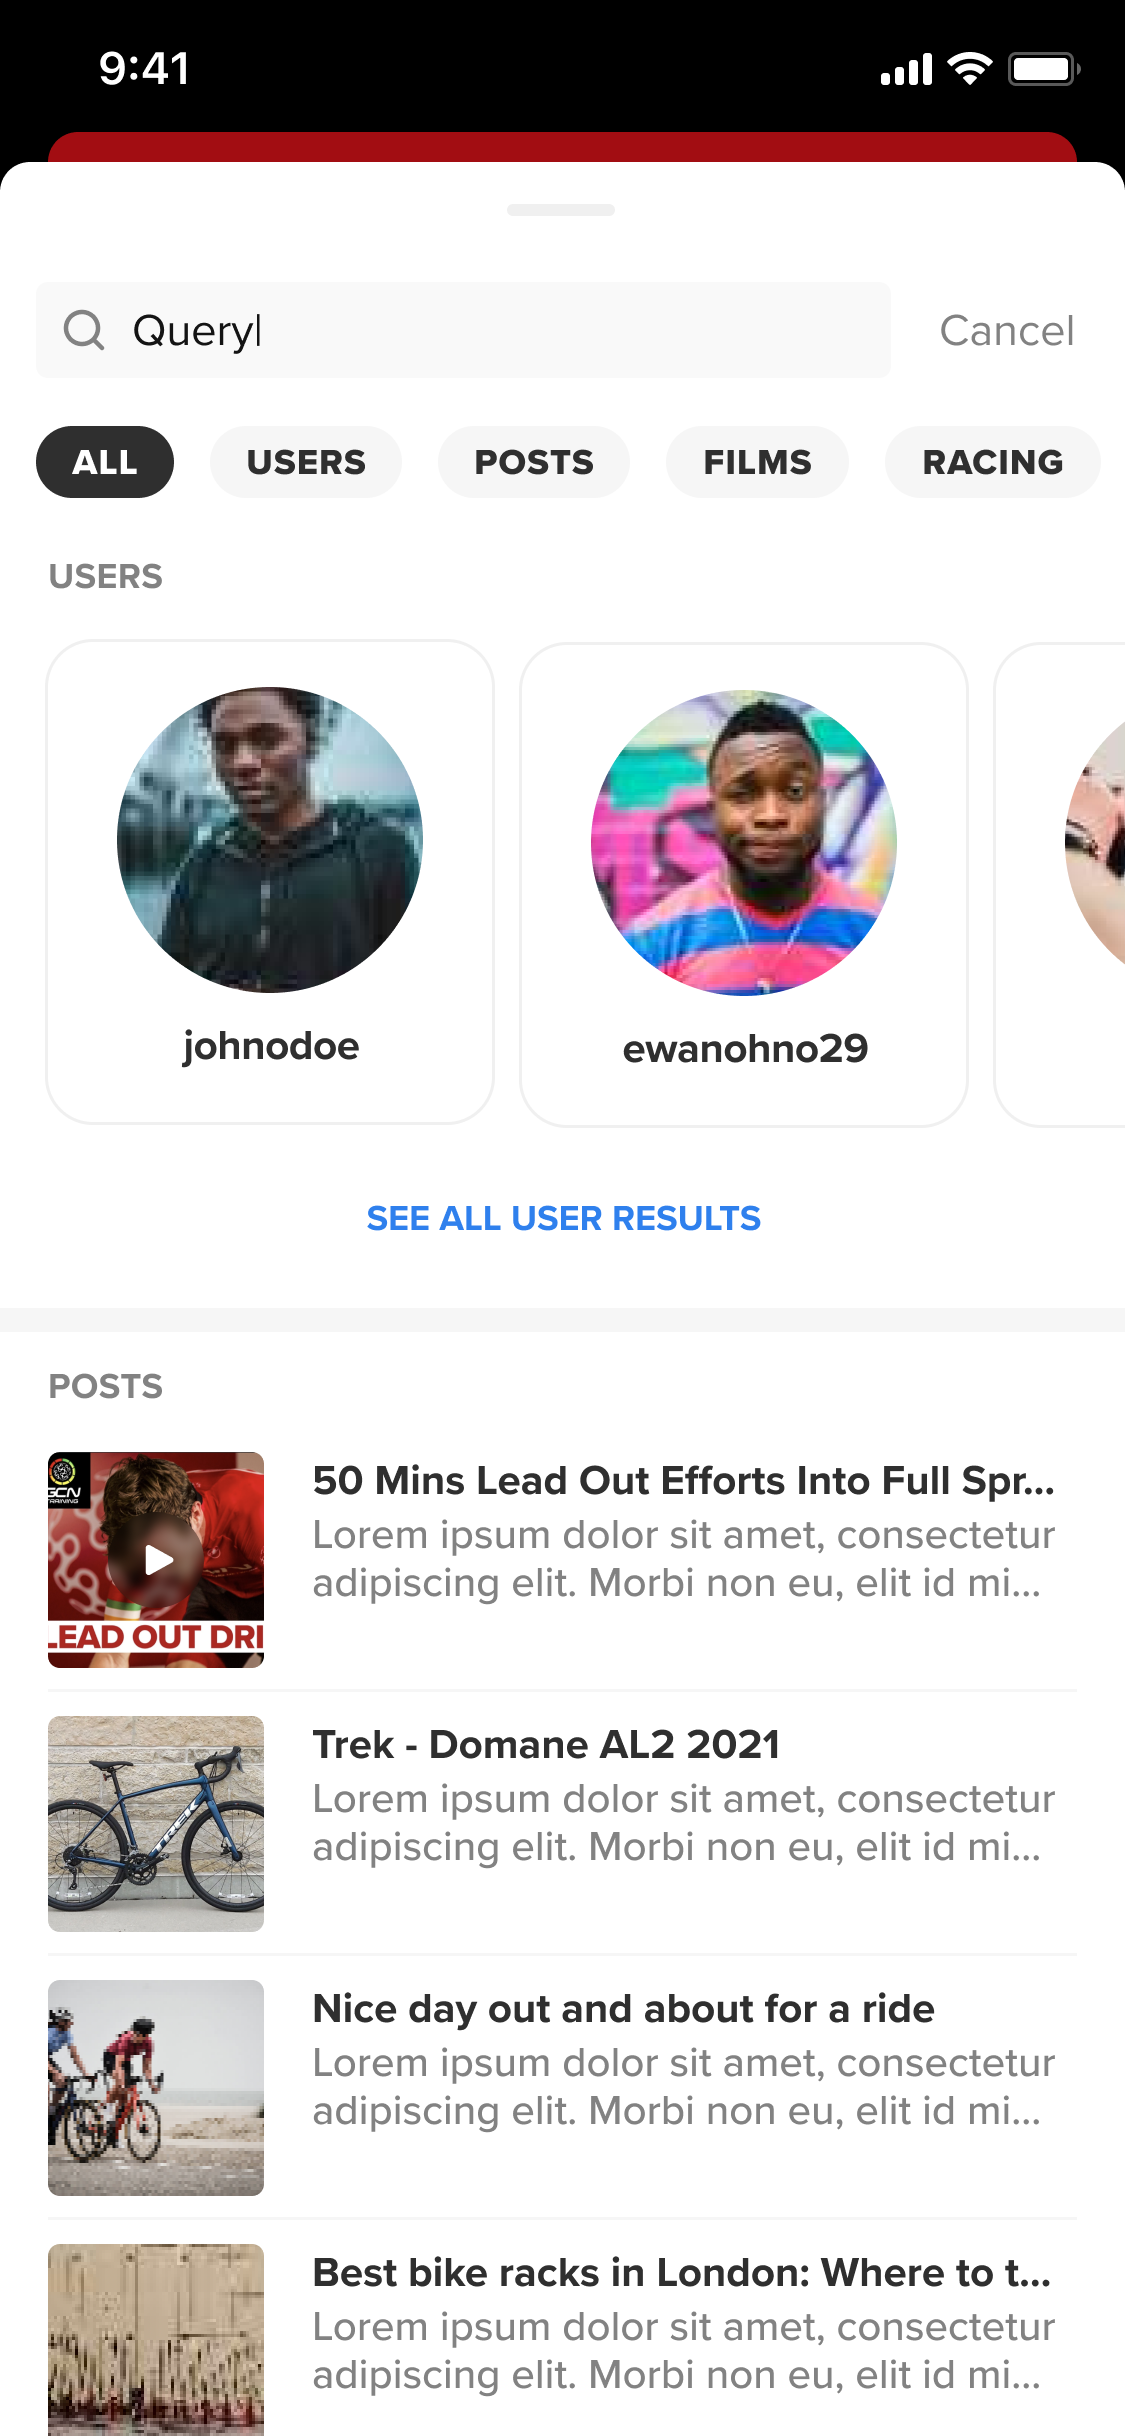 9:41
Query
Cancel
ALL
USERS
POSTS
FILMS
RACING
USERS
johnodoe
ewanohno29
SEE ALL USER RESULTS
POSTS
GCN
TRAINING
LEAD OUT DRI
50 Mins Lead Out Efforts Into Full Spr...
Lorem ipsum dolor sit amet, consectetur
adipiscing elit. Morbi non eu, elit id mi...
TREK
Trek - Domane AL2 2021
Lorem ipsum dolor sit amet, consectetur
adipiscing elit. Morbi non eu, elit id mi...
Nice day out and about for a ride
Lorem ipsum dolor sit amet, consectetur
adipiscing elit. Morbi non eu, elit id mi...
Best bike racks in London: Where to t...
Lorem ipsum dolor sit amet, consectetur
adipiscing elit. Morbi non eu, elit id mi...